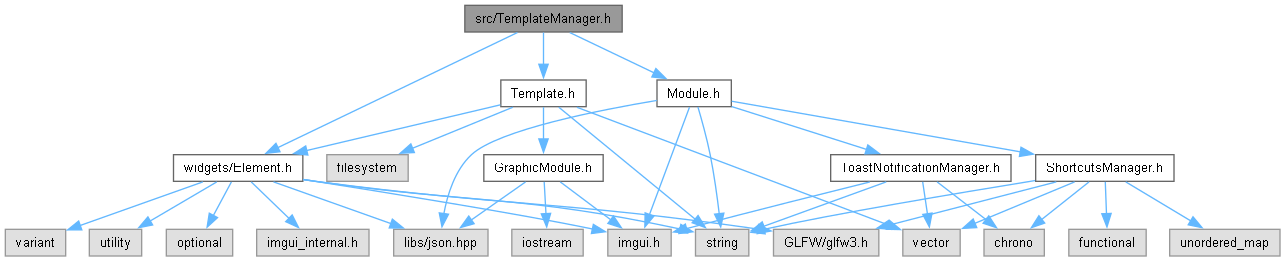 src/TemplateManager.h
Template.h
Module.h
widgets/Element.h
filesystem
GraphicModule.h
ToastNotificationManager.h
ShortcutsManager.h
variant
utility
optional
imgui_internal.h
libs/json.hpp
iostream
imgui.h
string
GLFW/glfw3.h
vector
chrono
functional
unordered_map